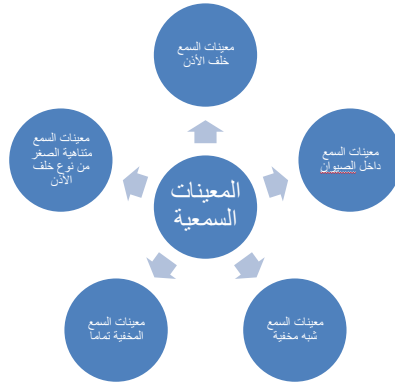 معينات السمع
خلف الأذن
معينات السمع
داخل الصيوان
معينات السمع
شبه مخفية
معينات السمع
المخفية تماما
معينات السمع
متناهية الصغر
من نوع خلف
الأذن
المعينات
السمعية